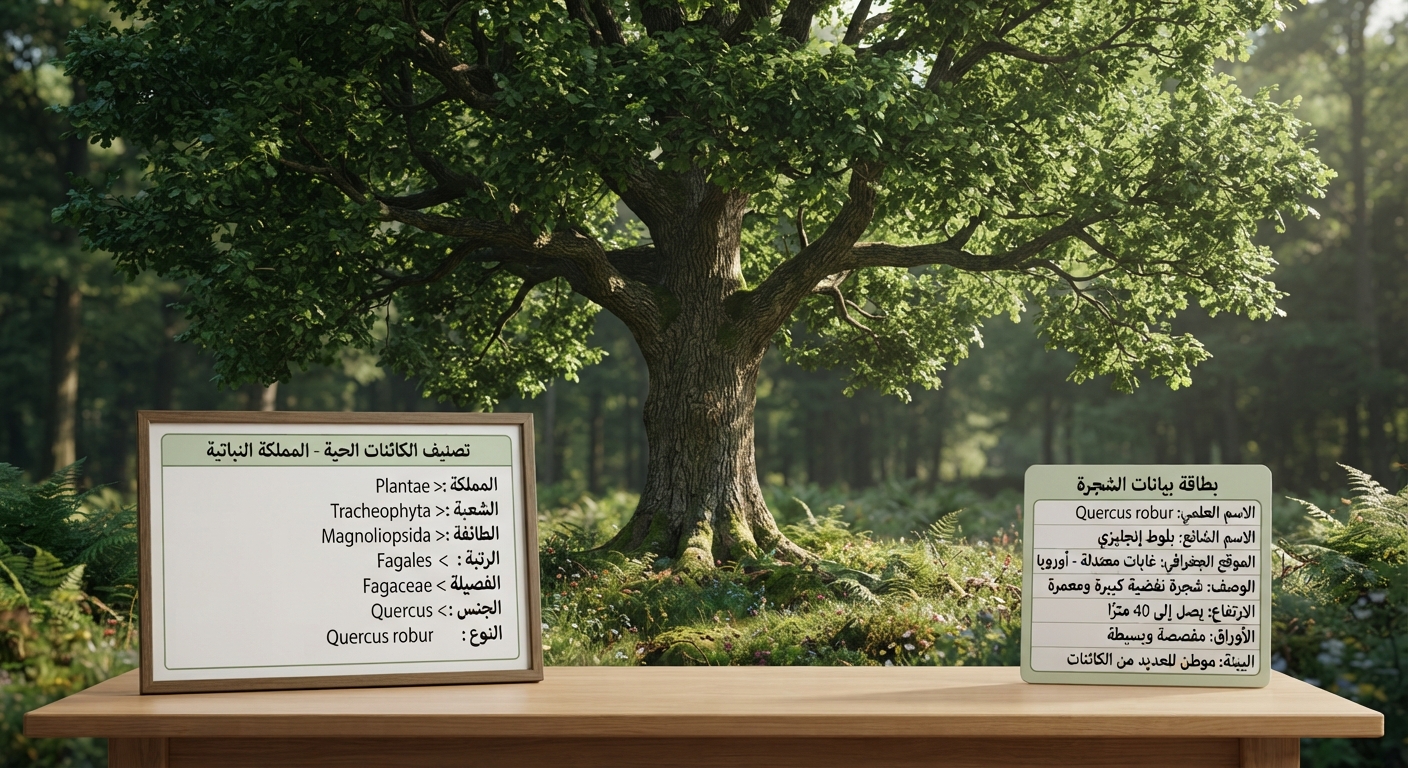 تصنيف الكائنات الحية - المملكة النباتية
المملكة :< Plantae
الشعبة :< Tracheophyta
الطائفة :< Magnoliopsida
الرتبة : < Fagales
الفصيلة < Fagaceae
الجنس :< Quercus
النوع : Quercus robur
بطاقة بيانات الشجرة
الاسم العلمي: Quercus robur
الاسم الشائع: بلوط إنجليزي
الموقع الجغرافي: غابات معتدلة - أوروبا
الوصف: شجرة نفضية كبيرة ومعمرة
الارتفاع: يصل إلى 40 مترًا
الأوراق: مفصصة وبسيطة
البيئة: موطن للعديد من الكائنات